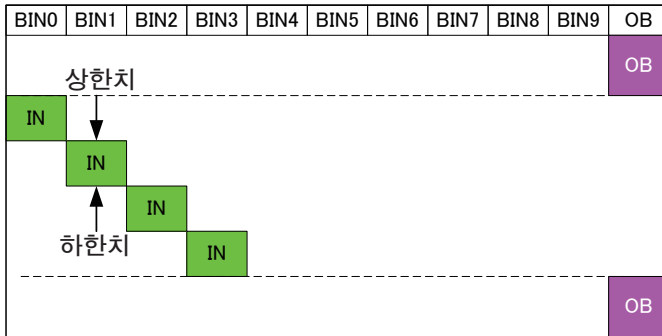 BIN0 BIN1 BIN2 BIN3 BIN4 BIN5 BIN6 BIN7 BIN8 BIN9 OB
OB
상한치
IN
IN
IN
하한치
IN
OB